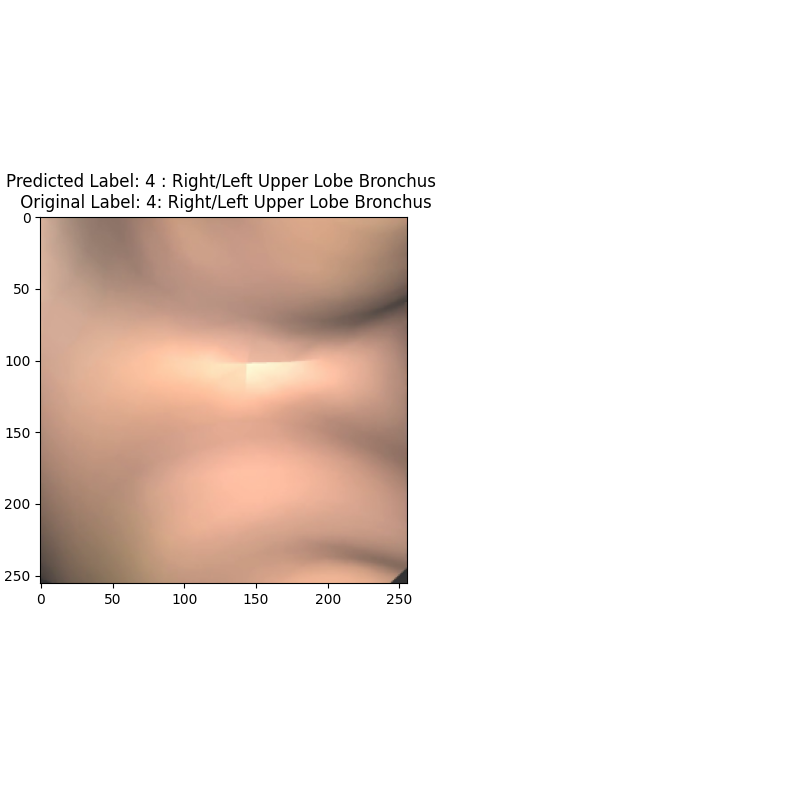 Predicted Label: 4 : Right/Left Upper Lobe Bronchus
Original Label: 4: Right/Left Upper Lobe Bronchus
0
50
100
150
200
250
0 50 100 150 200 250